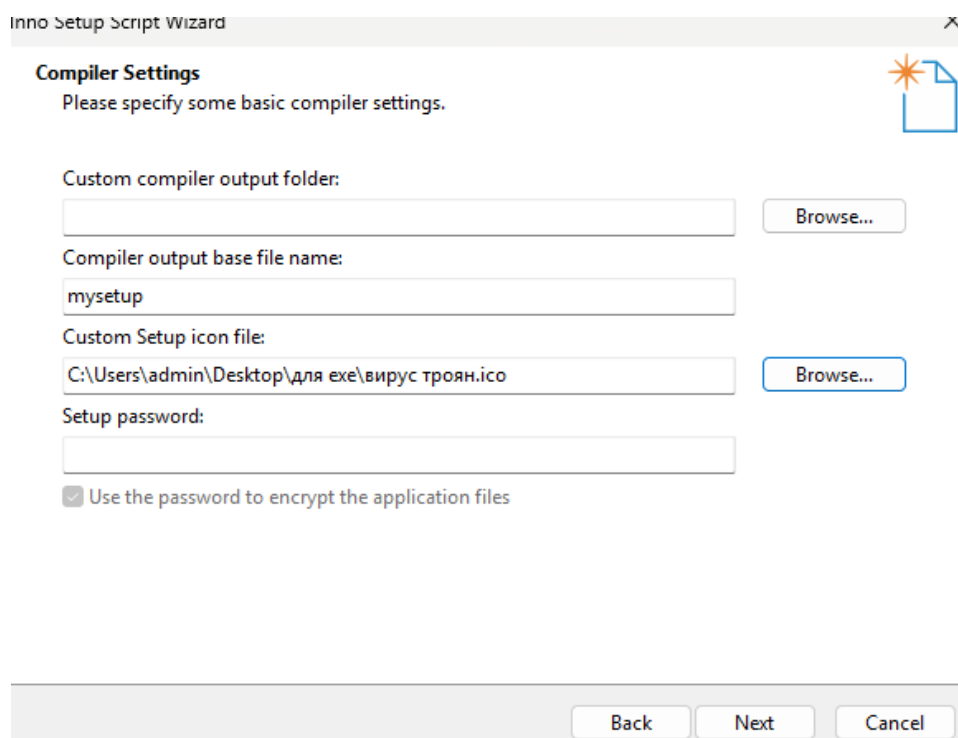 Inno Setup Script Wizard
Compiler Settings
Please specify some basic compiler settings.
Custom compiler output folder:
Browse...
Compiler output base file name:
mysetup
Custom Setup icon file:
C:\Users\admin\Desktop\для exe\вирус троян.ico
Browse...
Setup password:
Use the password to encrypt the application files
Back
Next
Cancel